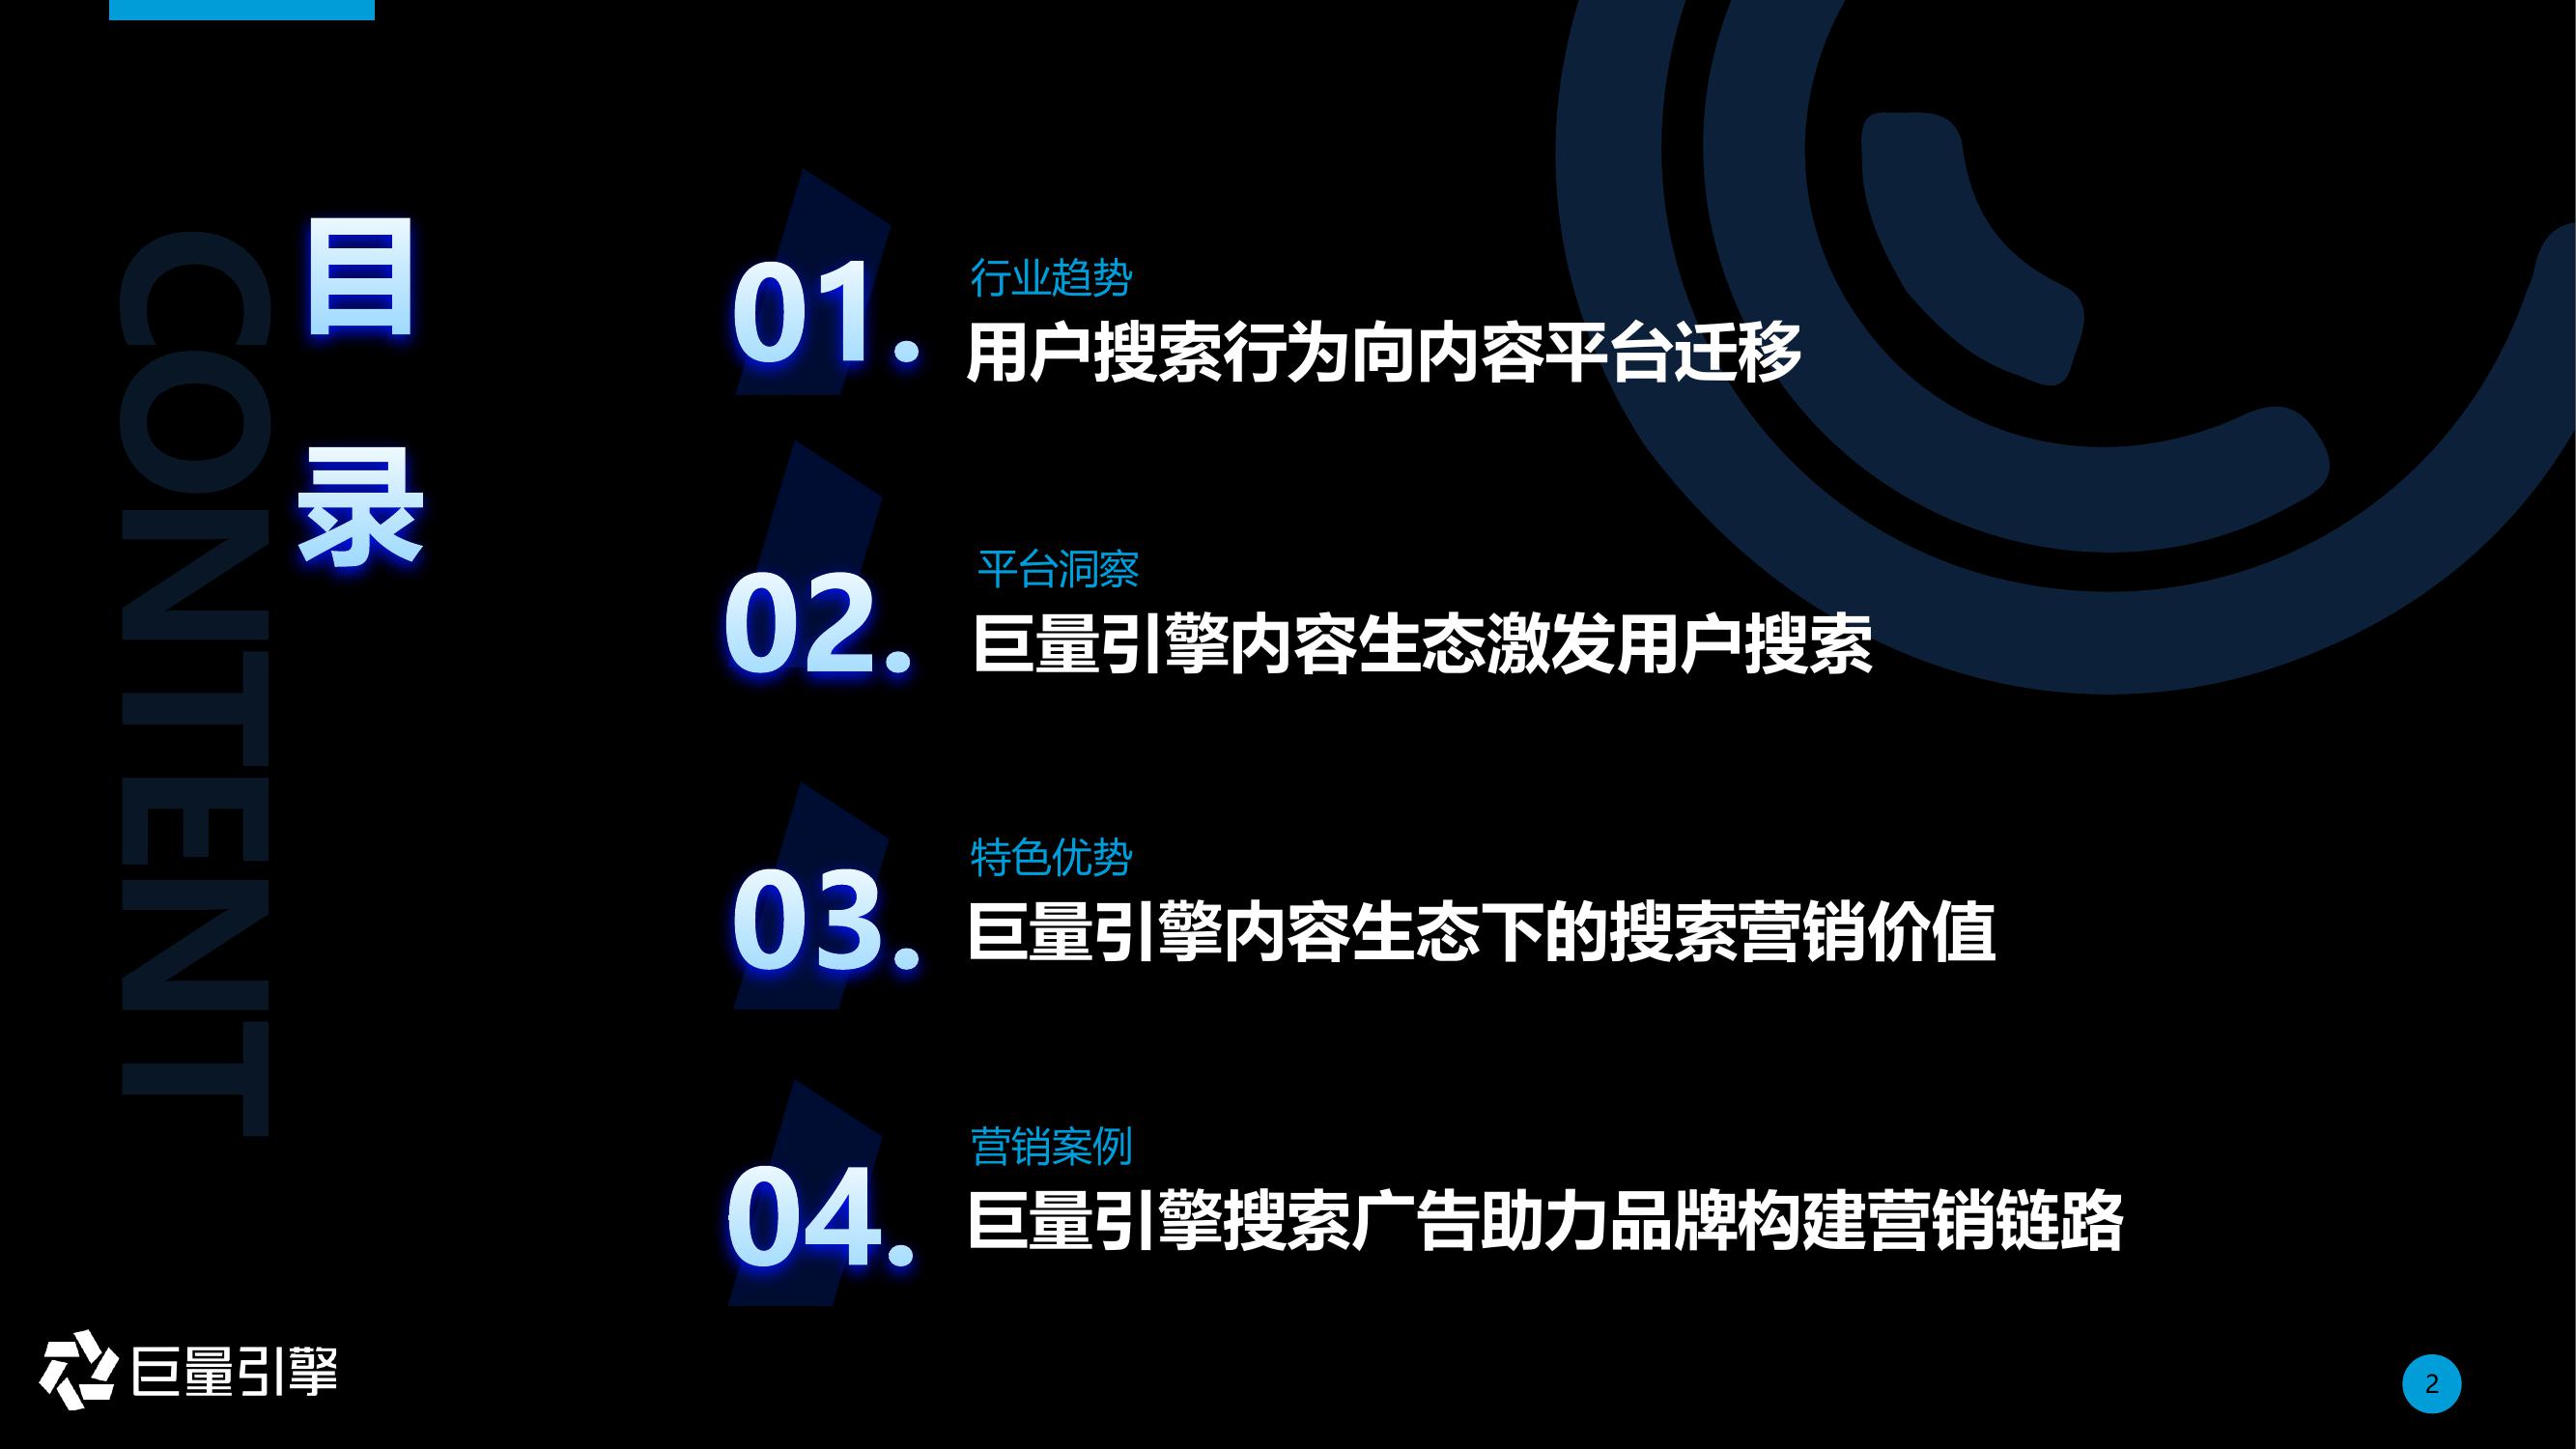 目
录
CONTENT
01.
行业趋势
用户搜索行为向内容平台迁移
02.
平台洞察
巨量引擎内容生态激发用户搜索
03.
特色优势
巨量引擎内容生态下的搜索营销价值
04.
营销案例
巨量引擎搜索广告助力品牌构建营销链路
巨量引擎
2